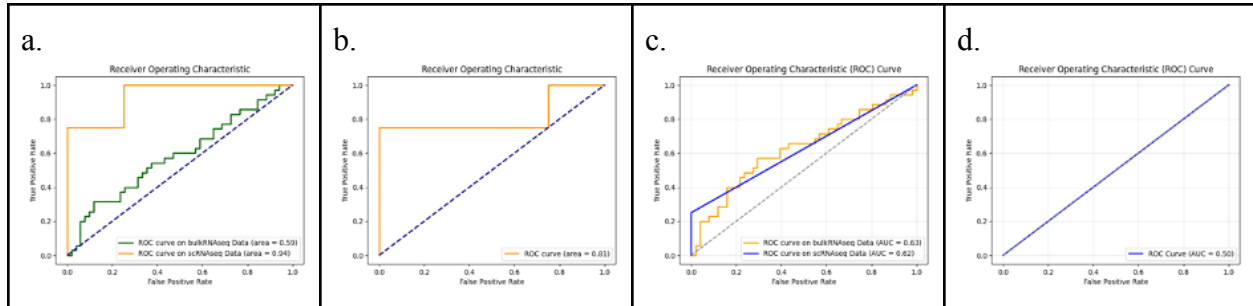 a.
Receiver Operating Characteristic
True Positive Rate
1.0
0.8
0.6
0.4
0.2
0.0
ROC curve on bulkRNAseq Data (area = 0.59)
ROC curve on scRNAseq Data (area = 0.94)
0.0 0.2 0.4 0.6 0.8 1.0
False Positive Rate
b.
Receiver Operating Characteristic
True Positive Rate
1.0
0.8
0.6
0.4
0.2
0.0
ROC curve (area = 0.81)
0.0 0.2 0.4 0.6 0.8 1.0
False Positive Rate
c.
Receiver Operating Characteristic (ROC) Curve
True Positive Rate
1.0
0.8
0.6
0.4
0.2
0.0
ROC curve on bulkRNAseq Data (AUC = 0.63)
ROC curve on scRNAseq Data (AUC = 0.62)
0.0 0.2 0.4 0.6 0.8 1.0
False Positive Rate
d.
Receiver Operating Characteristic (ROC) Curve
True Positive Rate
1.0
0.8
0.6
0.4
0.2
0.0
ROC Curve (AUC = 0.50)
0.0 0.2 0.4 0.6 0.8 1.0
False Positive Rate